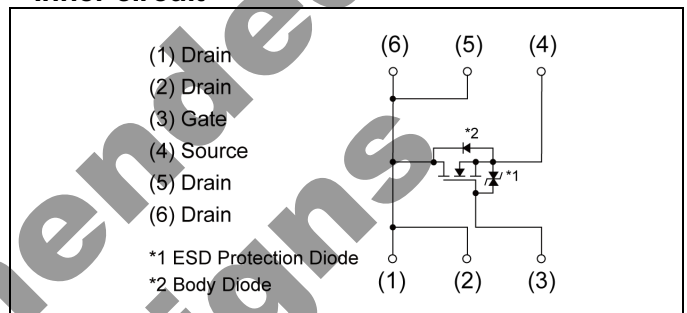 Inner circuit
(1) Drain
(2) Drain
(3) Gate
(4) Source
(5) Drain
(6) Drain
*1 ESD Protection Diode
*2 Body Diode
(6) (5) (4)
*2
*1
(1) (2) (3)